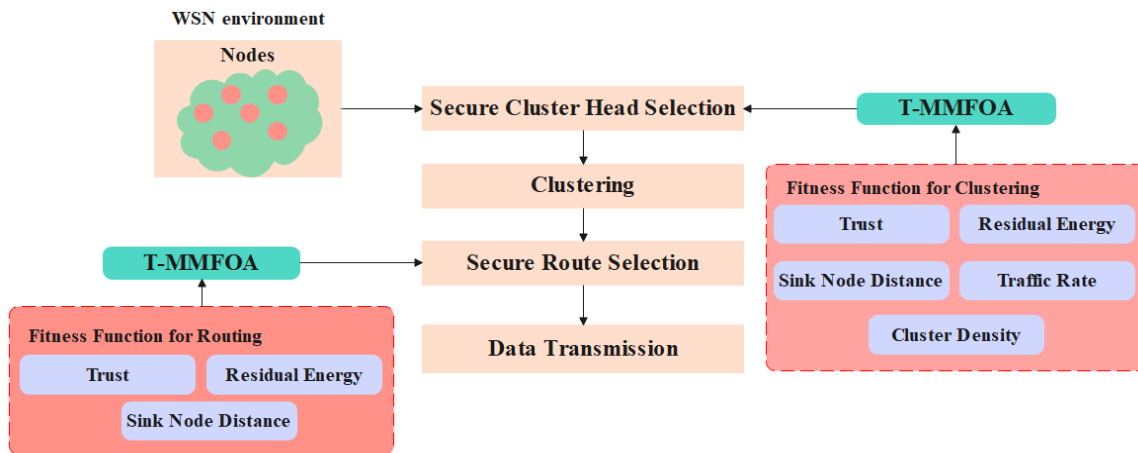 WSN environment
Nodes
Secure Cluster Head Selection
T-MMFOA
Clustering
Fitness Function for Clustering
Trust
Residual Energy
Sink Node Distance
Traffic Rate
Cluster Density
T-MMFOA
Secure Route Selection
Fitness Function for Routing
Trust
Residual Energy
Sink Node Distance
Data Transmission